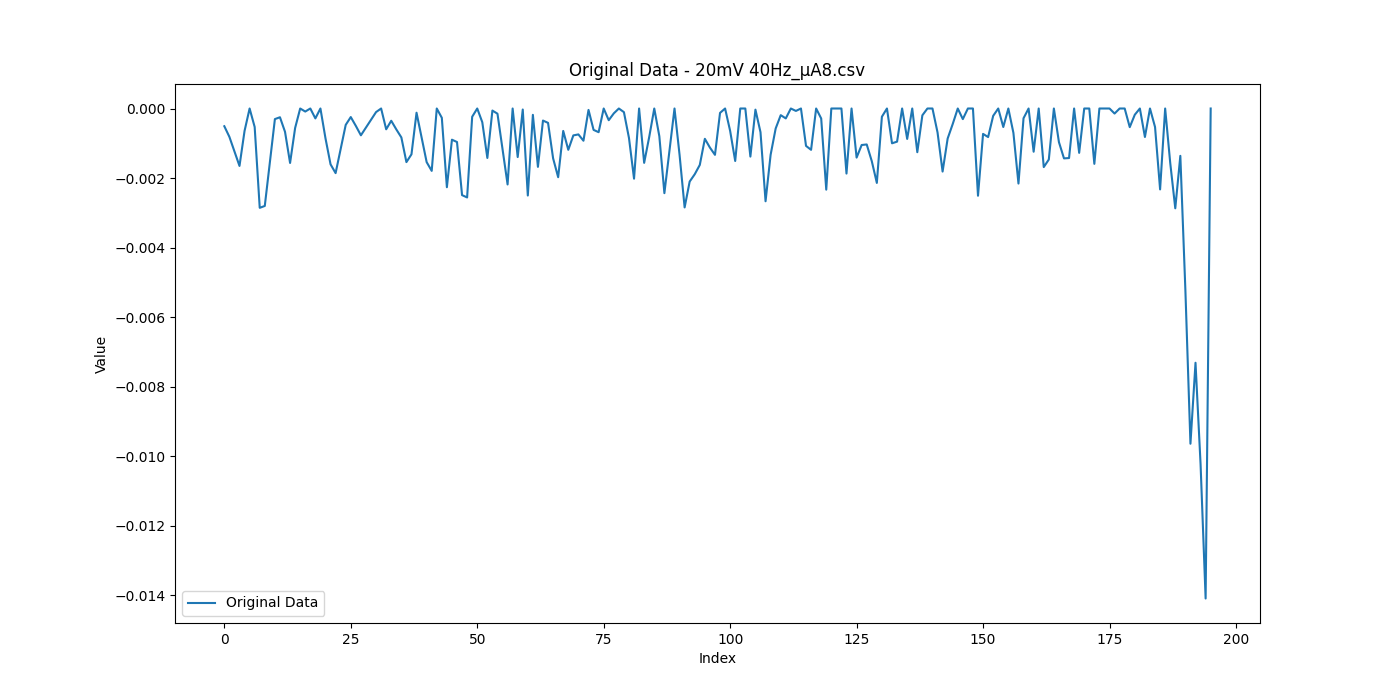 Original Data - 20mV 40Hz_μA8.csv
Value
0.000
−0.002
−0.004
−0.006
−0.008
−0.010
−0.012
−0.014
Original Data
0 25 50 75 100 125 150 175 200
Index